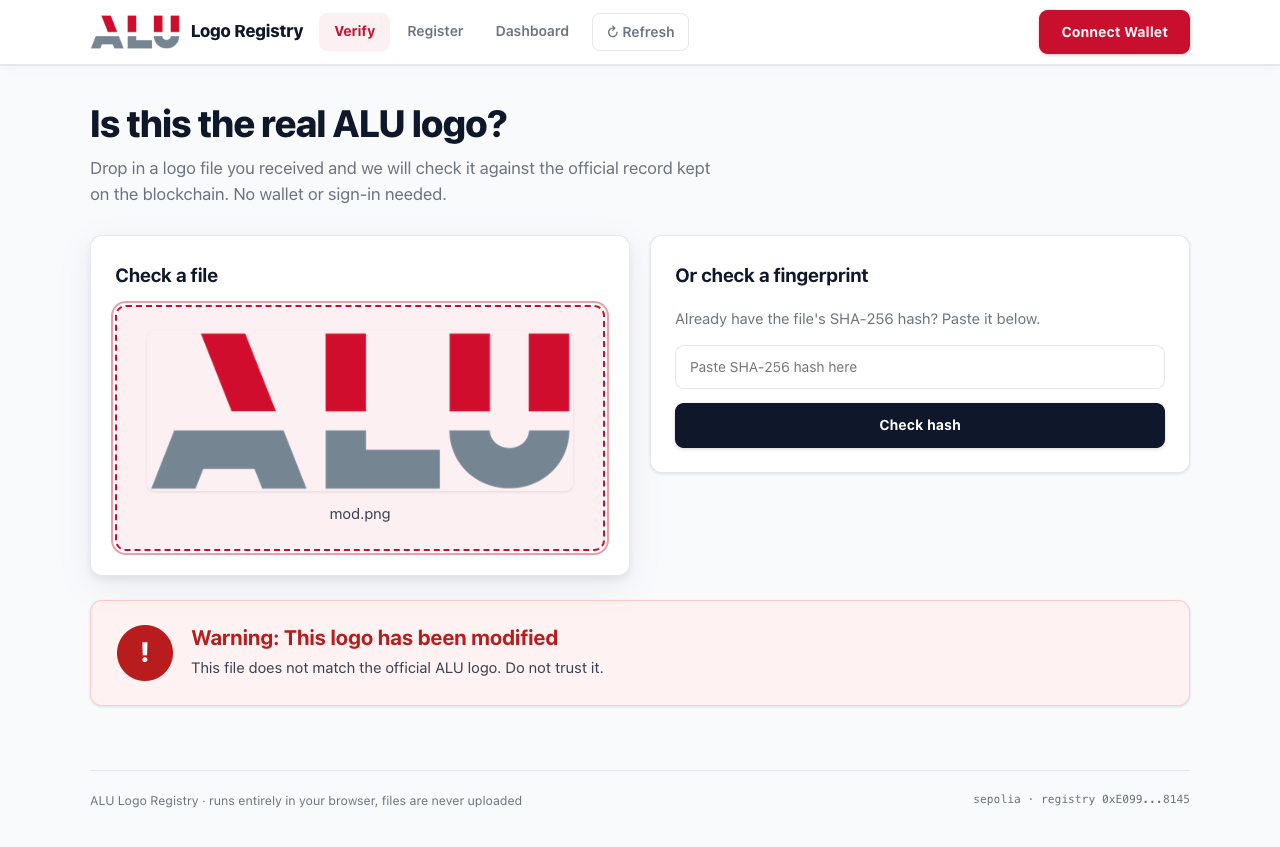 ALU Logo Registry Verify Register Dashboard ↻ Refresh Connect Wallet
Is this the real ALU logo?
Drop in a logo file you received and we will check it against the official record kept
on the blockchain. No wallet or sign-in needed.
Check a file
ALU
mod.png
Or check a fingerprint
Already have the file's SHA-256 hash? Paste it below.
Paste SHA-256 hash here
Check hash
!
Warning: This logo has been modified
This file does not match the official ALU logo. Do not trust it.
ALU Logo Registry · runs entirely in your browser, files are never uploaded
sepolia · registry 0xE099...8145